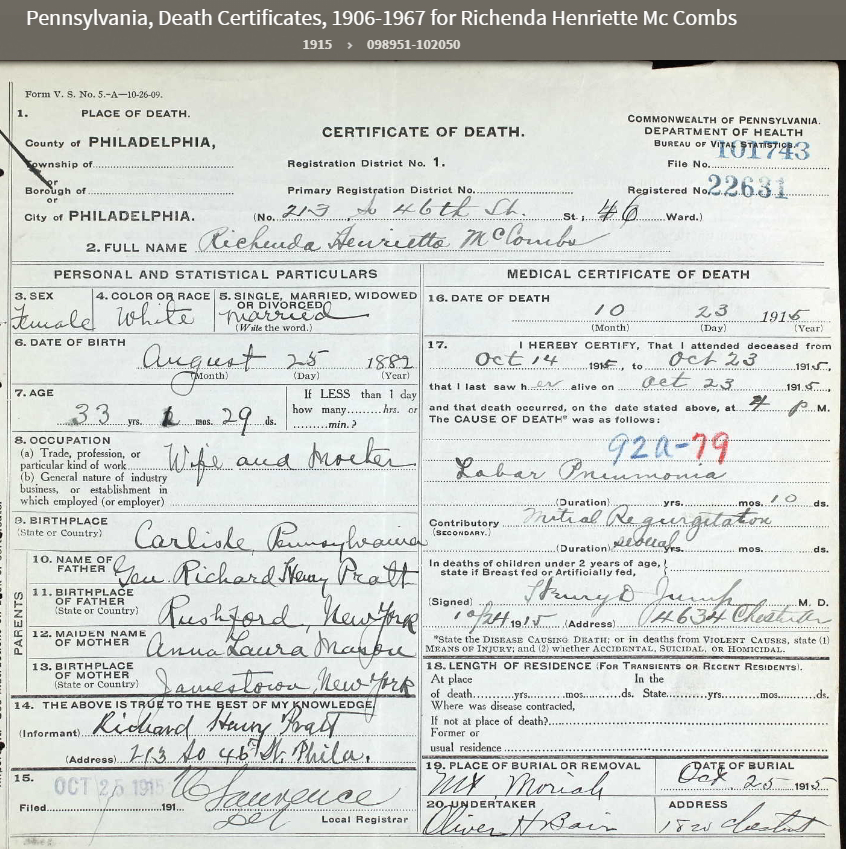 Pennsylvania, Death Certificates, 1906-1967 for Richenda Henriette Mc Combs
1915 › 098951-102050
Form V. S. No. 5.—A—10-26-09.
1. PLACE OF DEATH.
County of PHILADELPHIA,
Township of
or
Borough of
or
City of PHILADELPHIA.
CERTIFICATE OF DEATH.
Registration District No. 1.
Primary Registration District No.
(No. 213 So 46th St. St.; 46 Ward.)
COMMONWEALTH OF PENNSYLVANIA.
DEPARTMENT OF HEALTH
BUREAU OF VITAL STATISTICS.
File No. 101743
Registered No. 22631
2. FULL NAME Richenda Henrietta McCombs
PERSONAL AND STATISTICAL PARTICULARS
3. SEX
Female
4. COLOR OR RACE
White
5. SINGLE, MARRIED, WIDOWED
OR DIVORCED
married
(Write the word.)
6. DATE OF BIRTH
August 25 1882
(Month) (Day) (Year)
7. AGE
33 yrs. 1 mos. 29 ds.
If LESS than 1 day
how many........hrs. or
.........min.?
8. OCCUPATION
(a) Trade, profession, or
particular kind of work Wife and Mother
(b) General nature of industry
business, or establishment in
which employed (or employer)
9. BIRTHPLACE
(State or Country)
Carlisle, Pennsylvania
PARENTS
10. NAME OF
FATHER Gen Richard Henry Pratt
11. BIRTHPLACE
OF FATHER
(State or Country) Rushford, New York
12. MAIDEN NAME
OF MOTHER Anna Laura Mason
13. BIRTHPLACE
OF MOTHER
(State or Country) Jamestown, New York
14. THE ABOVE IS TRUE TO THE BEST OF MY KNOWLEDGE
(Informant) Richard Henry Pratt
(Address) 213 So 46th St. Phila.
15.
OCT 25 1915
Filed 191
Local Registrar
MEDICAL CERTIFICATE OF DEATH
16. DATE OF DEATH
10 23 1915
(Month) (Day) (Year)
17. I HEREBY CERTIFY, That I attended deceased from
Oct 14 1915, to Oct 23 1915,
that I last saw her alive on Oct 23 1915,
and that death occurred, on the date stated above, at 4 P M.
The CAUSE OF DEATH* was as follows:
92a-79
Lobar Pneumonia
(Duration) yrs. mos. 10 ds.
Contributory Mitral Regurgitation
(SECONDARY.)
(Duration) several yrs. mos. ds.
In deaths of children under 2 years of age,
state if Breast fed or Artificially fed,
(Signed) Henry D Jump M. D.
10/24 1915 (Address) 4634 Chester
*State the DISEASE CAUSING DEATH; or in deaths from VIOLENT CAUSES, state (1)
MEANS OF INJURY; and (2) whether ACCIDENTAL, SUICIDAL, OR HOMICIDAL.
18. LENGTH OF RESIDENCE (FOR TRANSIENTS OR RECENT RESIDENTS).
At place In the
of death........yrs.......mos.......ds. State........yrs.......mos.......ds.
Where was disease contracted,
If not at place of death?
Former or
usual residence
19. PLACE OF BURIAL OR REMOVAL
Mt Moriah
DATE OF BURIAL
Oct. 25 1915
20. UNDERTAKER
Oliver H Bair
ADDRESS
1820 Chestnut